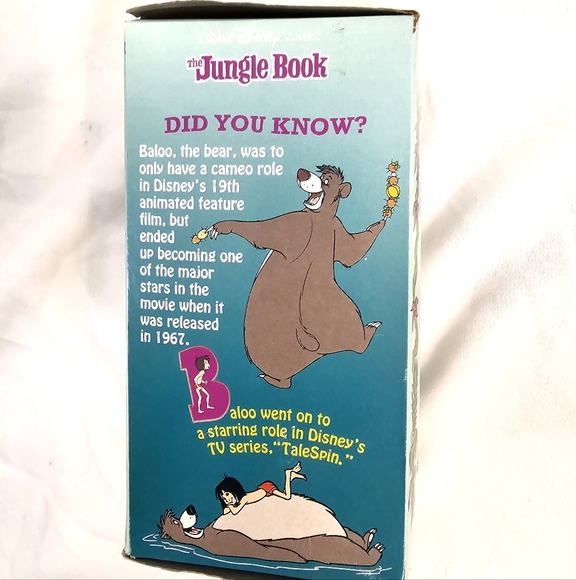 A Walt Disney Classic
The Jungle Book
DID YOU KNOW?
Baloo, the bear, was to
only have a cameo role
in Disney's 19th
animated feature
film, but
ended
up becoming one
of the major
stars in the
movie when it
was released
in 1967.
Baloo went on to
a starring role in Disney's
TV series, "TaleSpin."